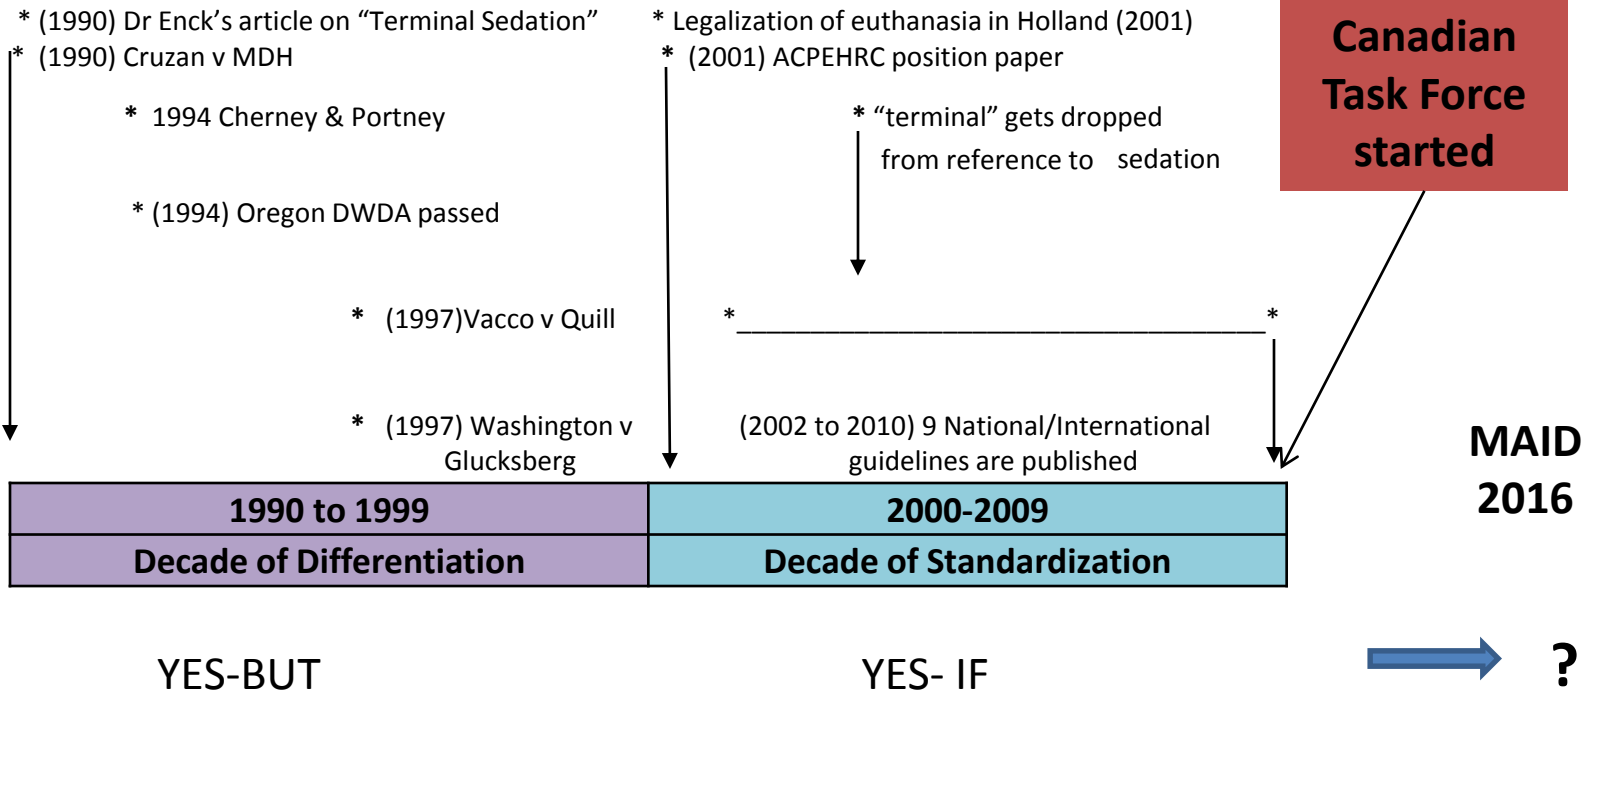 * (1990) Dr Enck’s article on “Terminal Sedation”
* (1990) Cruzan v MDH
* 1994 Cherney & Portney
* (1994) Oregon DWDA passed
* (1997)Vacco v Quill
* (1997) Washington v
Glucksberg
* Legalization of euthanasia in Holland (2001)
* (2001) ACPEHRC position paper
* “terminal” gets dropped
from reference to sedation
*______________________________________*
(2002 to 2010) 9 National/International
guidelines are published
Canadian
Task Force
started
MAID
2016
1990 to 1999
2000-2009
Decade of Differentiation
Decade of Standardization
YES-BUT
YES- IF
?